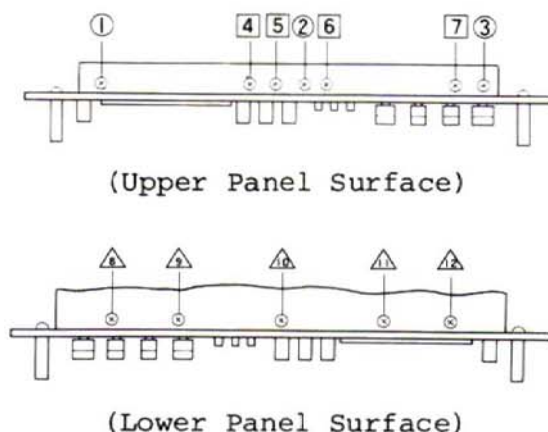 ① 4 5 ② 6 7 ③
(Upper Panel Surface)
8 9 10 11 12
(Lower Panel Surface)